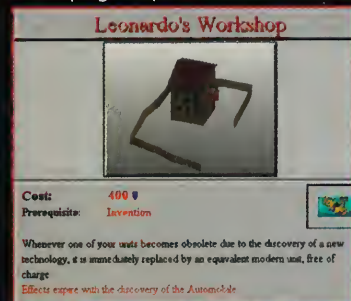 Leonardo's Workshop
Cost: 400
Prerequisite: Invention
Whenever one of your units becomes obsolete due to the discovery of a new
technology, it is immediately replaced by an equivalent modern unit, free of
charge
Effects expire with the discovery of the Automobile